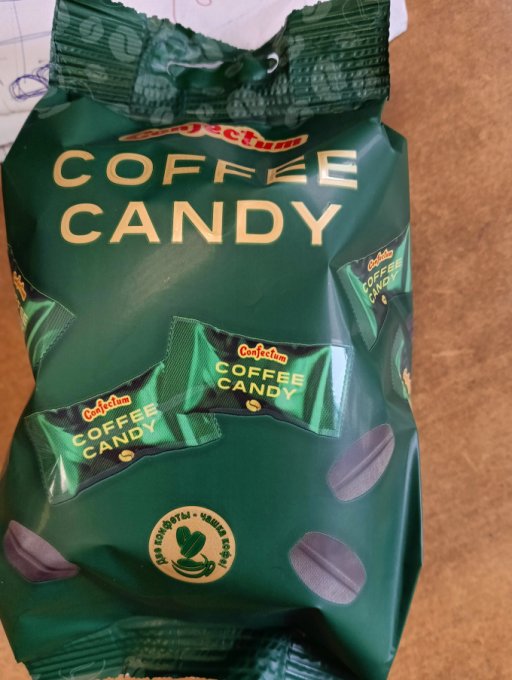 Confectum
COFFEE
CANDY
Confectum
COFFEE
CANDY
Confectum
COFFEE
CANDY
Confectum
COFFEE
CANDY
Две конфеты - чашка кофе!